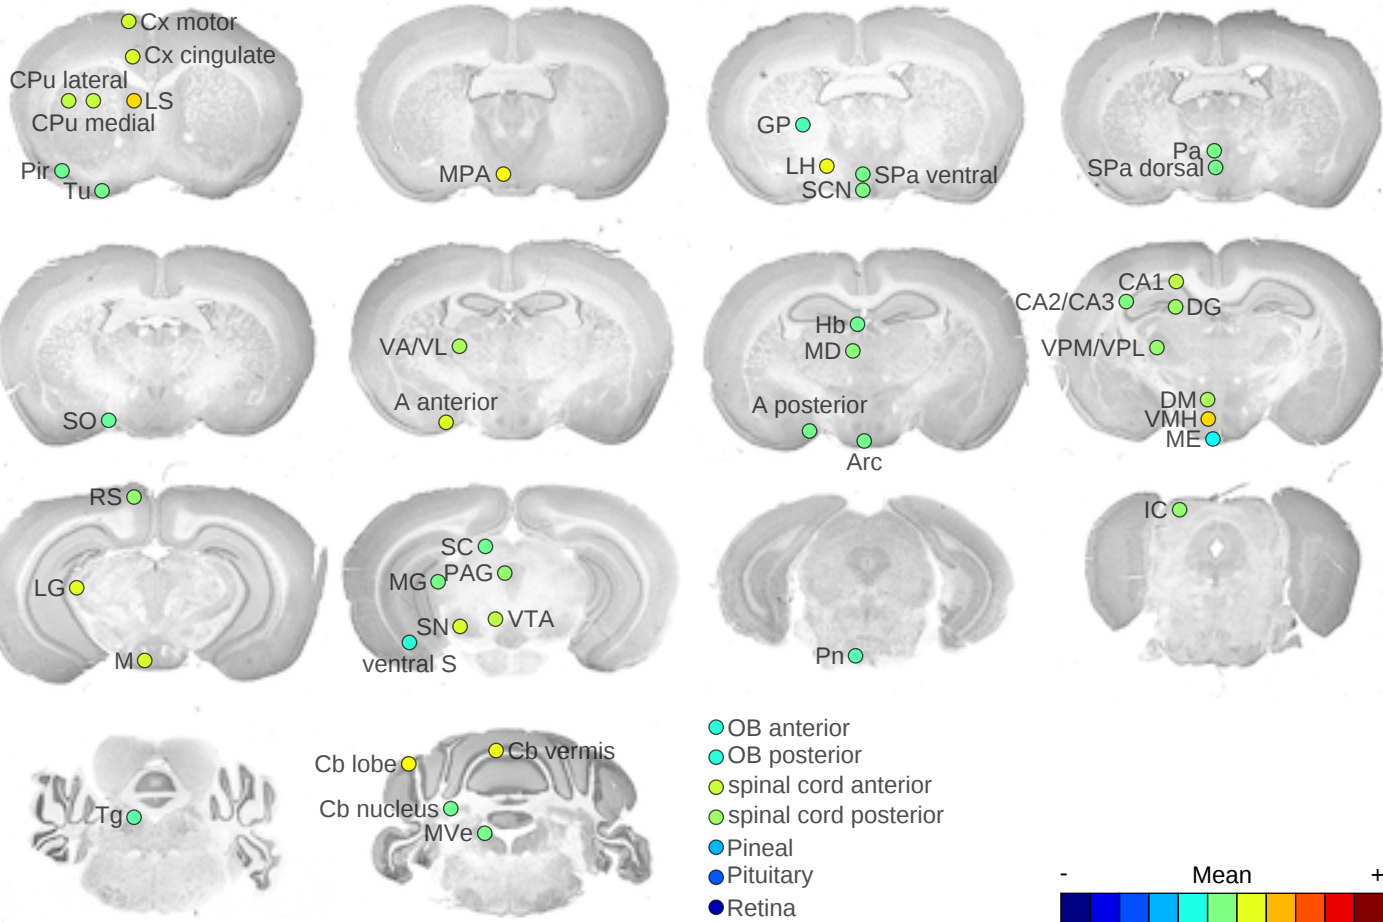 Cx motor
Cx cingulate
CPu lateral
LS
CPu medial
Pir
Tu
MPA
GP
LH
SPa ventral
SCN
Pa
SPa dorsal
SO
VA/VL
A anterior
Hb
MD
A posterior
Arc
CA1
CA2/CA3
DG
VPM/VPL
DM
VMH
ME
RS
LG
M
SC
MG
PAG
SN
VTA
ventral S
Pn
IC
Tg
Cb lobe
Cb vermis
Cb nucleus
MVe
OB anterior
OB posterior
spinal cord anterior
spinal cord posterior
Pineal
Pituitary
Retina
- Mean +